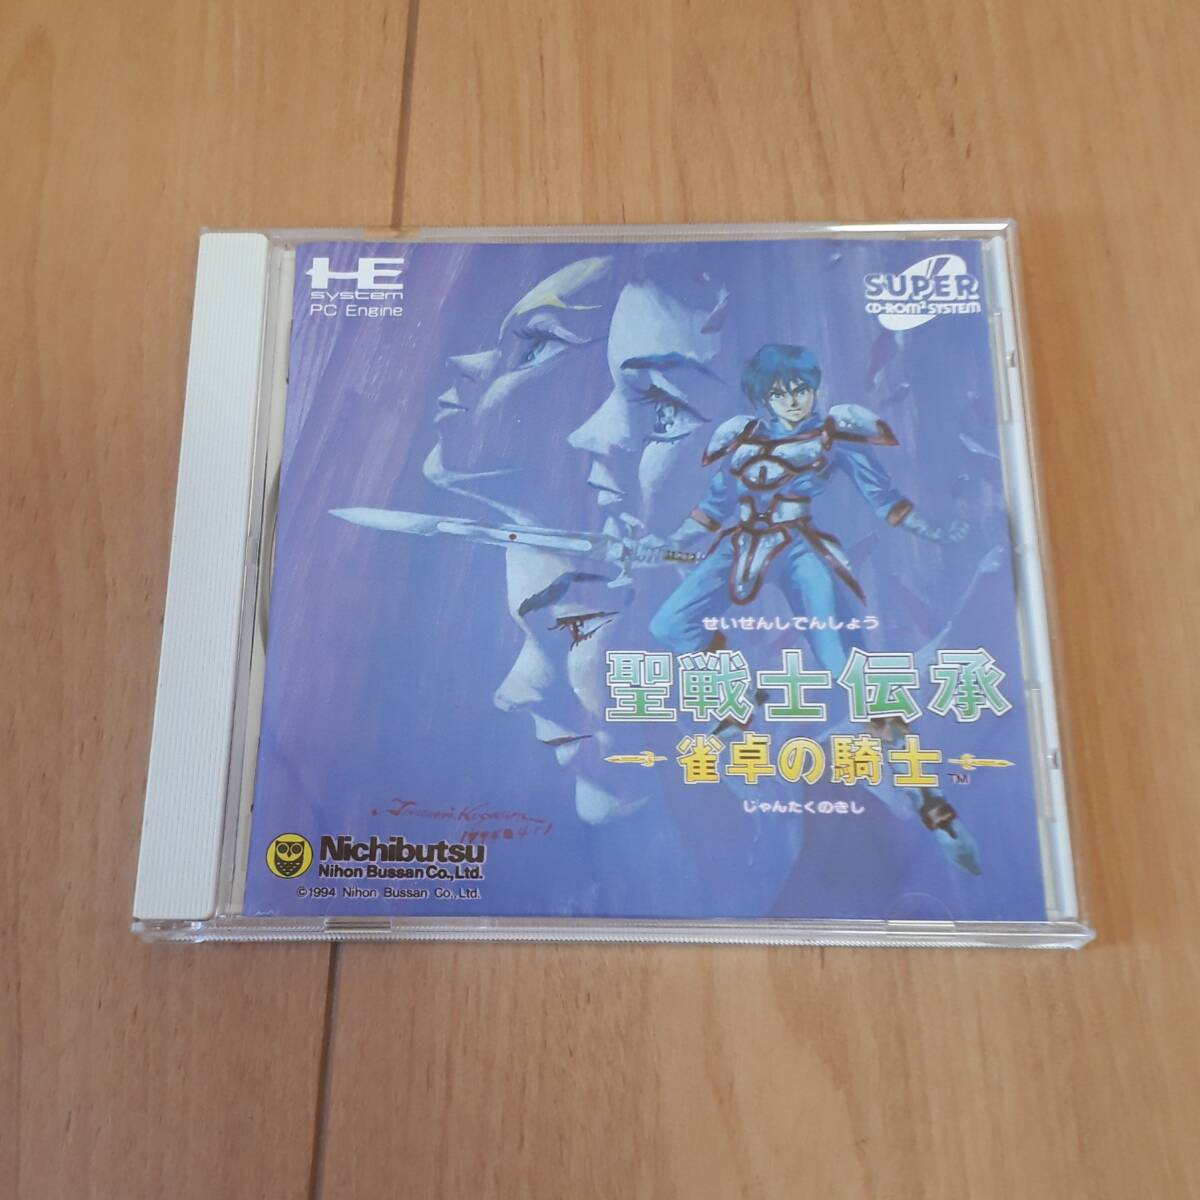 HE
system
PC Engine
SUPER
CD-ROM² SYSTEM
せいせんしでんしょう
聖戦士伝承
雀卓の騎士
TM
じゃんたくのきし
Nichibutsu
Nihon Bussan Co., Ltd.
©1994 Nihon Bussan Co., Ltd.